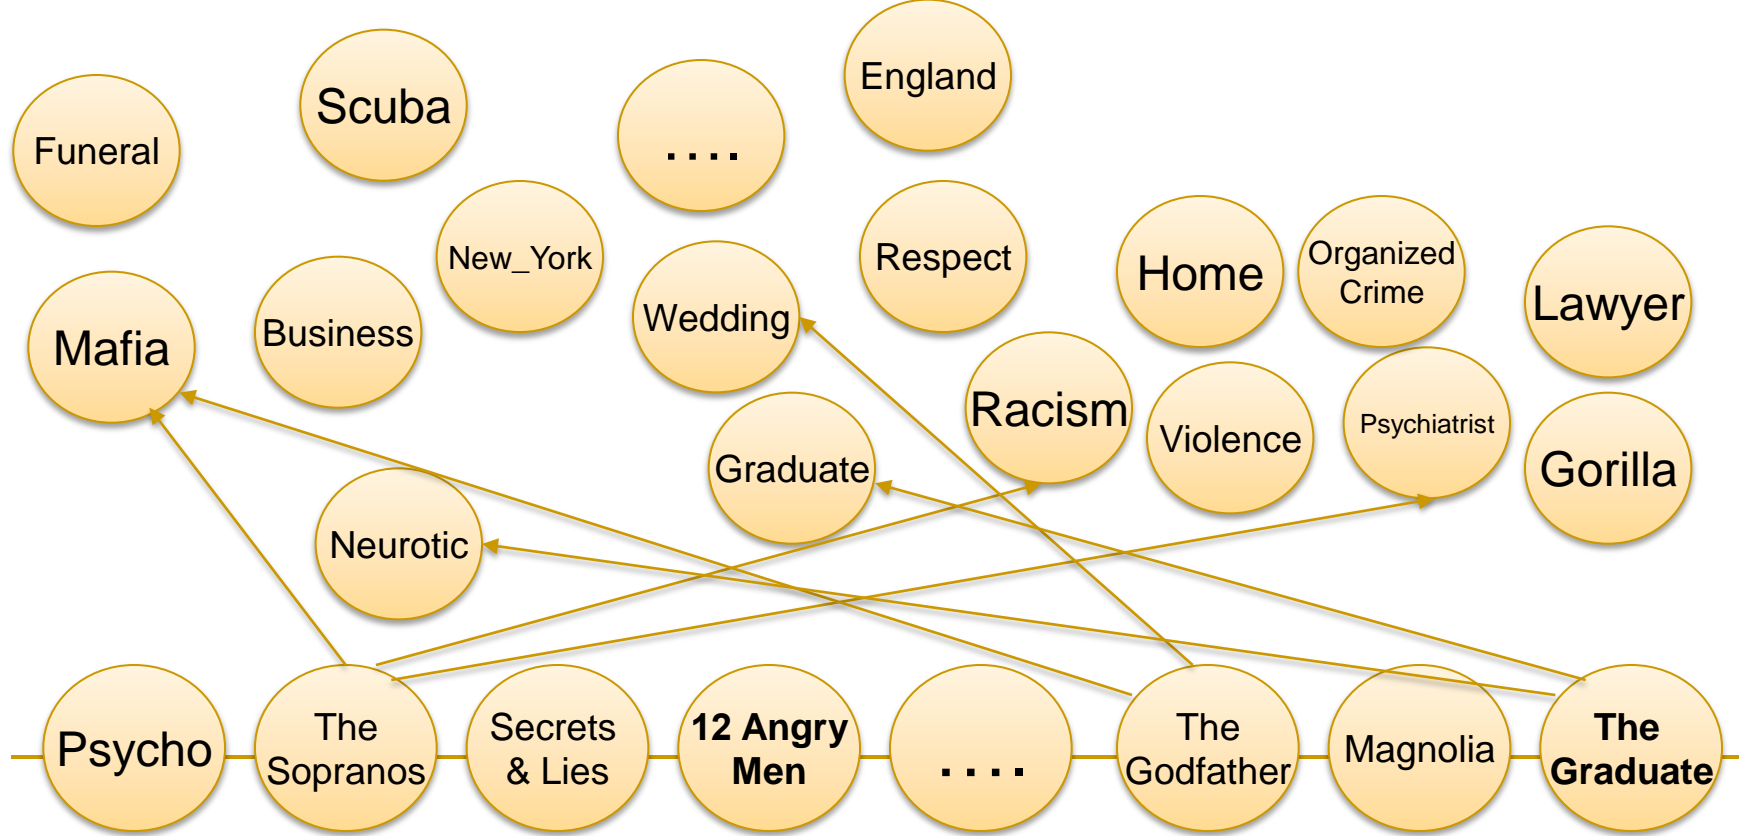 England
Scuba
....
Funeral
New_York
Respect
Organized
Crime
Home
Lawyer
Wedding
Business
Mafia
Racism
Psychiatrist
Violence
Graduate
Gorilla
Neurotic
Psycho
The
Sopranos
Secrets
& Lies
12 Angry
Men
....
The
Godfather
Magnolia
The
Graduate